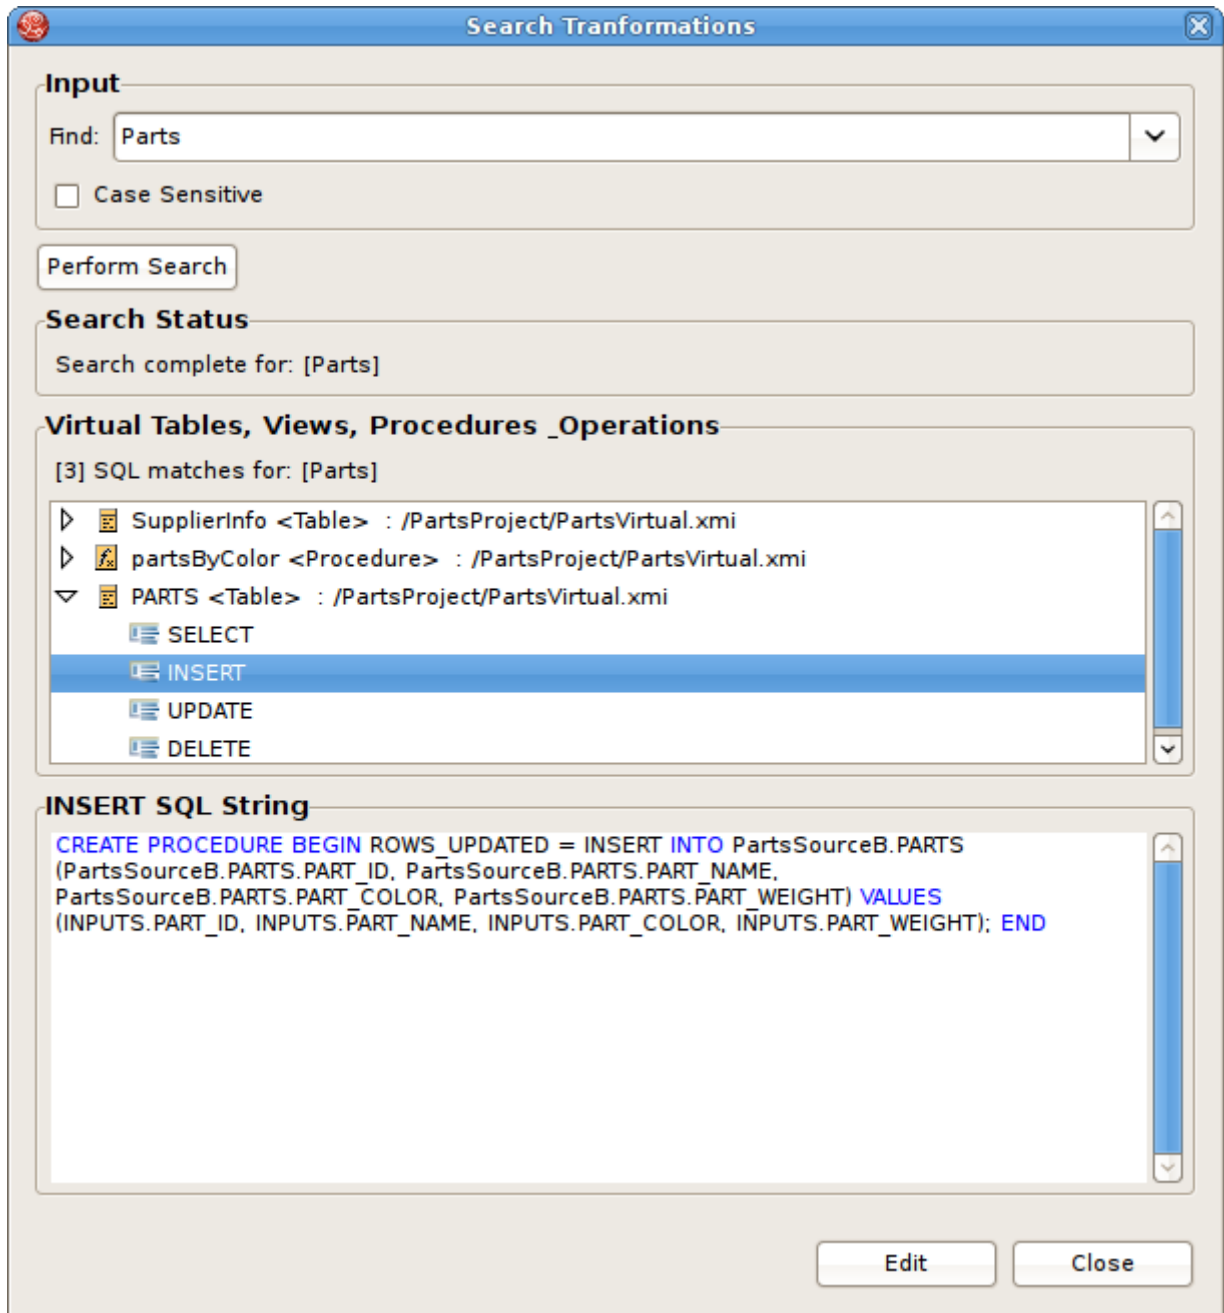 Search Tranformations
Input
Find: Parts
Case Sensitive
Perform Search
Search Status
Search complete for: [Parts]
Virtual Tables, Views, Procedures _Operations
[3] SQL matches for: [Parts]
SupplierInfo <Table>  : /PartsProject/PartsVirtual.xmi
partsByColor <Procedure>  : /PartsProject/PartsVirtual.xmi
PARTS <Table>  : /PartsProject/PartsVirtual.xmi
SELECT
INSERT
UPDATE
DELETE
INSERT SQL String
CREATE PROCEDURE BEGIN ROWS_UPDATED = INSERT INTO PartsSourceB.PARTS
(PartsSourceB.PARTS.PART_ID, PartsSourceB.PARTS.PART_NAME,
PartsSourceB.PARTS.PART_COLOR, PartsSourceB.PARTS.PART_WEIGHT) VALUES
(INPUTS.PART_ID, INPUTS.PART_NAME, INPUTS.PART_COLOR, INPUTS.PART_WEIGHT); END
Edit Close